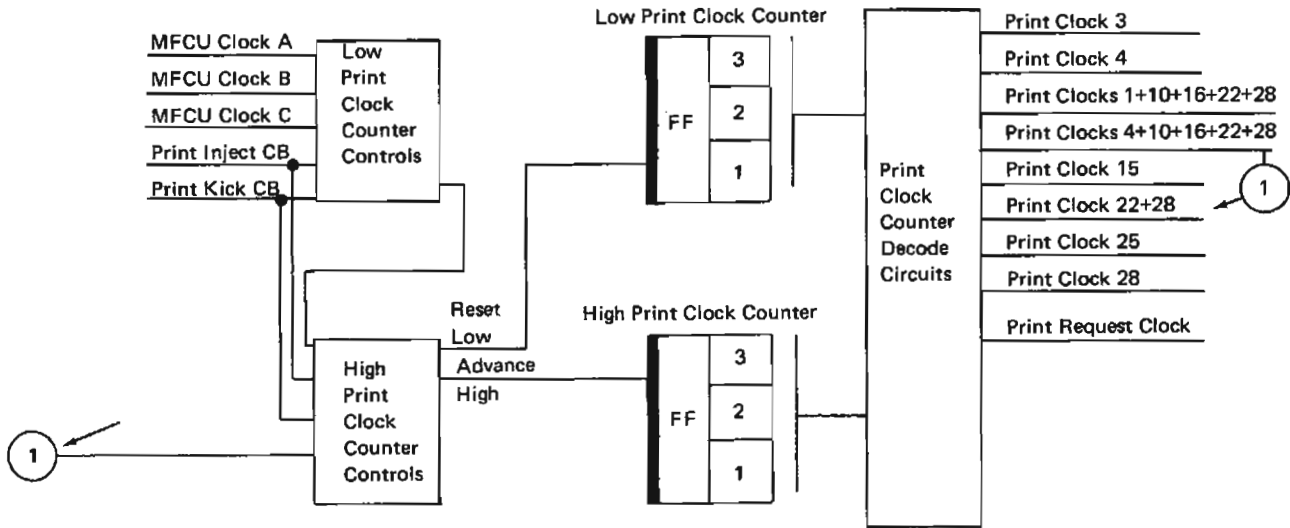 Low Print Clock Counter
MFCU Clock A
MFCU Clock B
MFCU Clock C
Print Inject CB
Print Kick CB
Low
Print
Clock
Counter
Controls
FF
3
2
1
Print
Clock
Counter
Decode
Circuits
Print Clock 3
Print Clock 4
Print Clocks 1+10+16+22+28
Print Clocks 4+10+16+22+28
Print Clock 15
Print Clock 22+28
Print Clock 25
Print Clock 28
Print Request Clock
1
Reset
Low
Advance
High
High Print Clock Counter
High
Print
Clock
Counter
Controls
FF
3
2
1
1